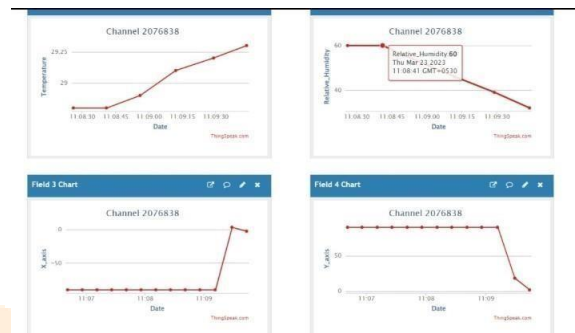 Channel 2076838
29.25
29
Temperature
11:08:30 11:08:45 11:09:00 11:09:15 11:09:30
Date
ThingSpeak.com
Channel 2076838
60
40
Relative_Humidity
Relative_Humidity:60
Thu Mar 23 2023
11:08:41 GMT+0530
11:08:30 11:08:45 11:09:00 11:09:15 11:09:30
Date
ThingSpeak.com
Field 3 Chart
Channel 2076838
0
-50
X_axis
11:07 11:08 11:09
Date
ThingSpeak.com
Field 4 Chart
Channel 2076838
50
0
Y_axis
11:07 11:08 11:09
Date
ThingSpeak.com